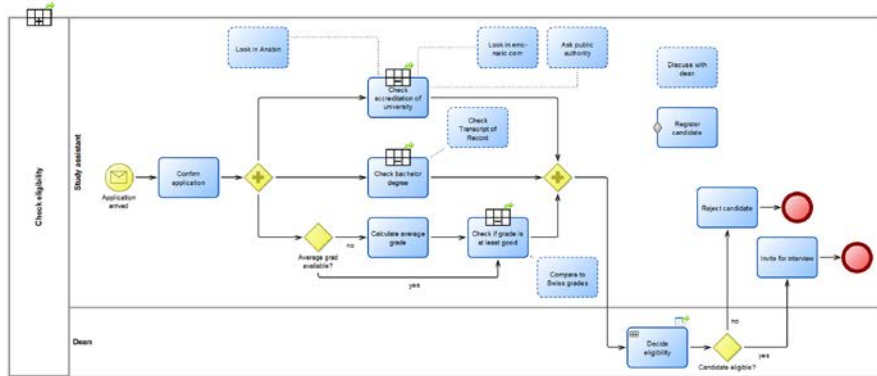 Check eligibility
Study assistant
Dean
Look in Anabin
Look in enic-
naric.com
Ask public
authority
Discuss with
dean
Check
accreditation of
university
Check
Transcript of
Record
Register
candidate
Application
arrived
Confirm
application
Check bachelor
degree
Average grad
available?
no
yes
Calculate average
grade
Check if grade is
at least good
Compare to
Swiss grades
Reject candidate
Invite for interview
Decide
eligibility
no
yes
Candidate eligible?